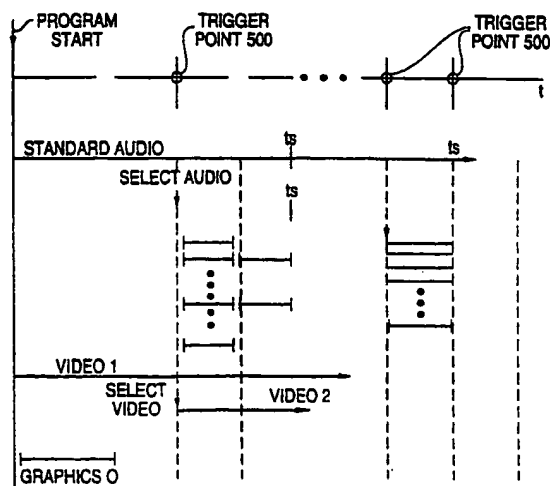 PROGRAM
START
TRIGGER
POINT 500
TRIGGER
POINT 500
t
STANDARD AUDIO
ts
ts
SELECT AUDIO
ts
VIDEO 1
SELECT
VIDEO
VIDEO 2
GRAPHICS O